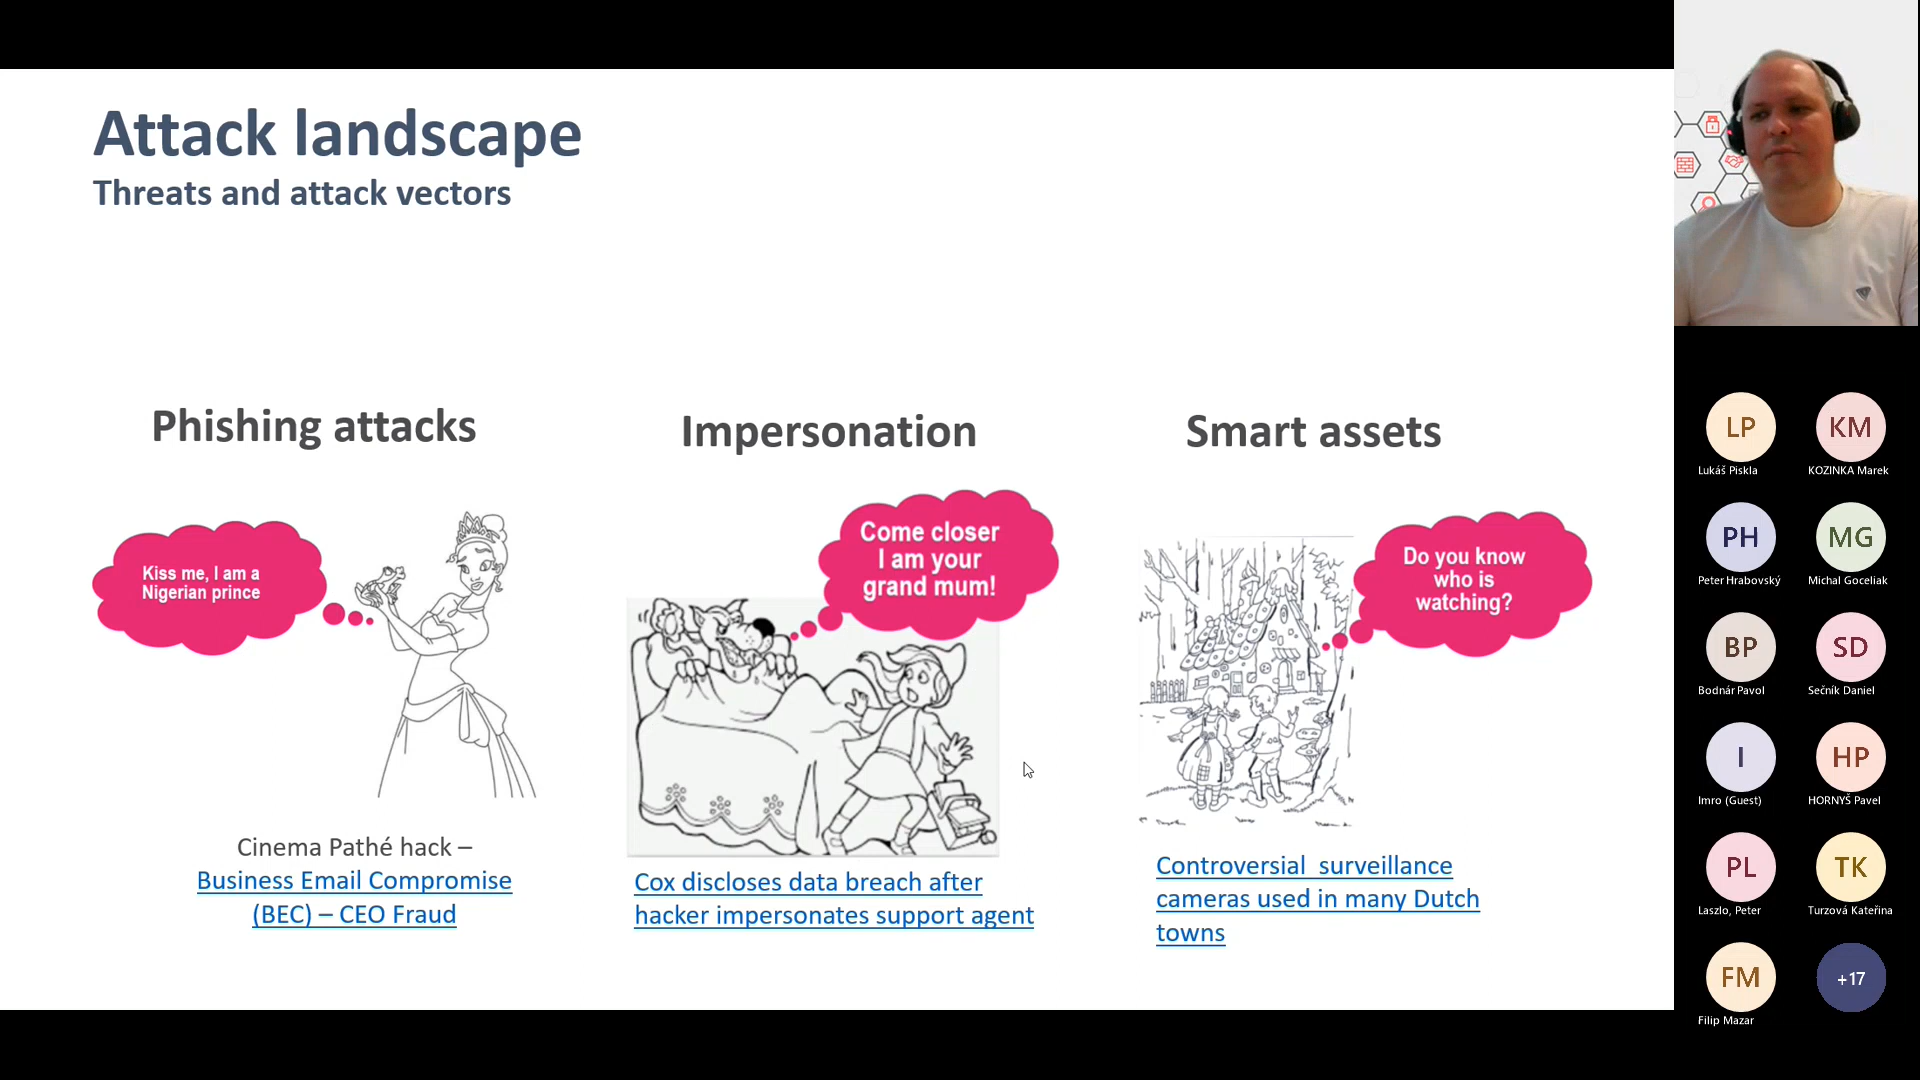 Attack landscape
Threats and attack vectors
Phishing attacks
Kiss me, I am a
Nigerian prince
Cinema Pathé hack –
Business Email Compromise
(BEC) – CEO Fraud
Impersonation
Come closer
I am your
grand mum!
Cox discloses data breach after
hacker impersonates support agent
Smart assets
Do you know
who is
watching?
Controversial  surveillance
cameras used in many Dutch
towns
LP
Lukáš Piskla
KM
KOZINKA Marek
PH
Peter Hrabovský
MG
Michal Goceliak
BP
Bodnár Pavol
SD
Sečník Daniel
I
Imro (Guest)
HP
HORNYŠ Pavel
PL
Laszlo, Peter
TK
Turzová Kateřina
FM
Filip Mazar
+17